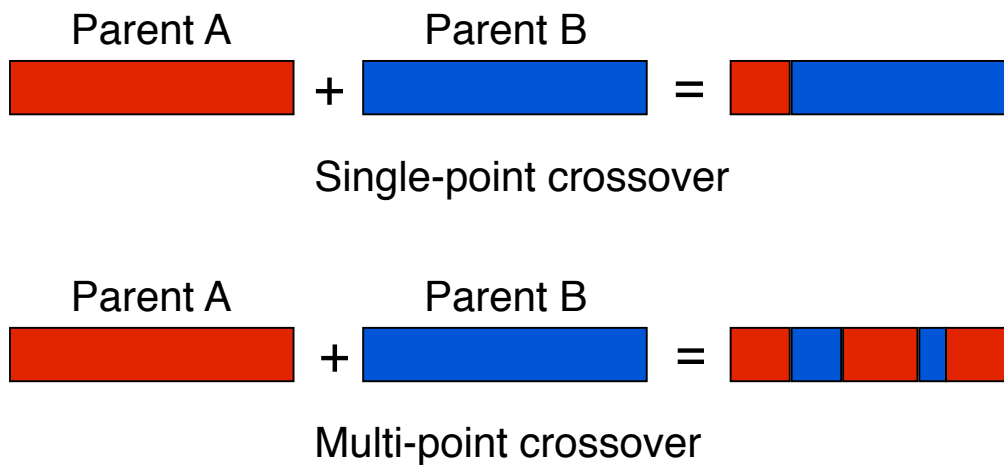 Parent A Parent B
+ =
Single-point crossover
Parent A Parent B
+ =
Multi-point crossover